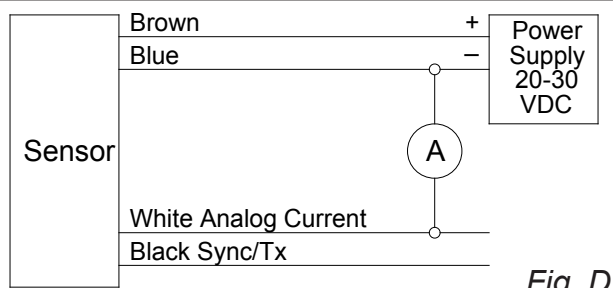 Brown
+
Power
Supply
20-30
VDC
Blue
–
Sensor
A
White Analog Current
Black Sync/Tx
Fig. D